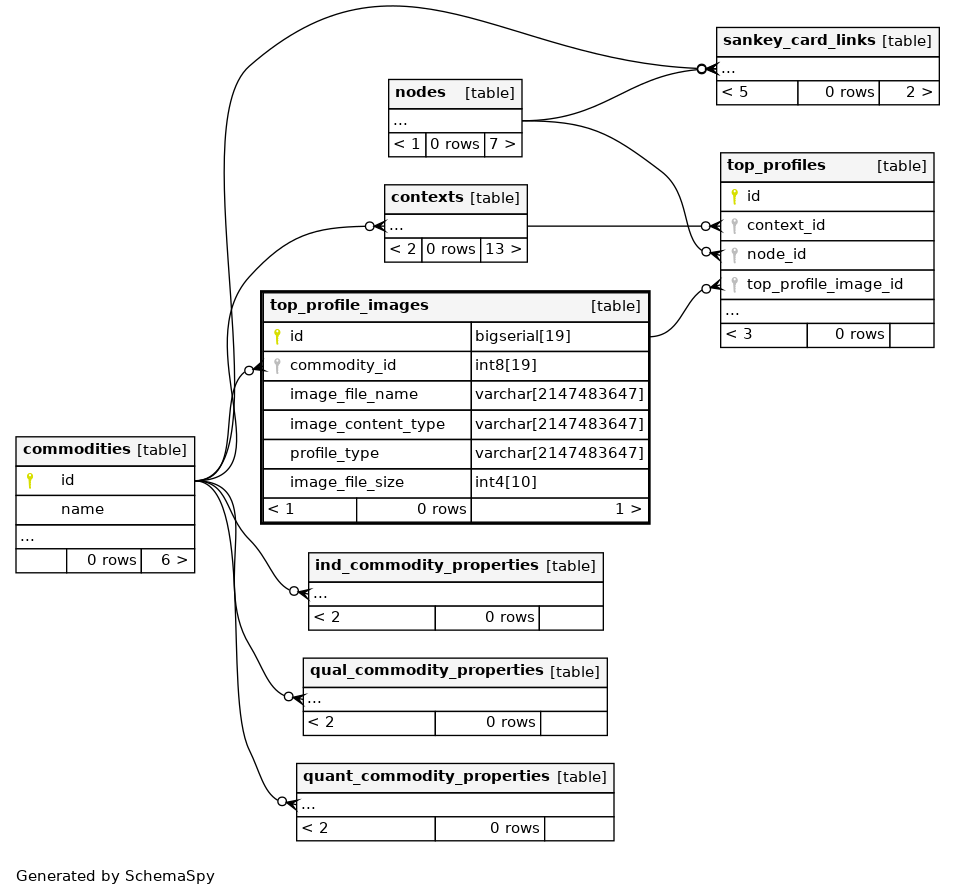 sankey_card_links [table]
...
< 5 0 rows 2 >
nodes [table]
...
< 1 0 rows 7 >
top_profiles [table]
id
context_id
node_id
top_profile_image_id
...
< 3 0 rows
contexts [table]
...
< 2 0 rows 13 >
top_profile_images [table]
id bigserial[19]
commodity_id int8[19]
image_file_name varchar[2147483647]
image_content_type varchar[2147483647]
profile_type varchar[2147483647]
image_file_size int4[10]
< 1 0 rows 1 >
commodities [table]
id
name
...
0 rows 6 >
ind_commodity_properties [table]
...
< 2 0 rows
qual_commodity_properties [table]
...
< 2 0 rows
quant_commodity_properties [table]
...
< 2 0 rows
Generated by SchemaSpy